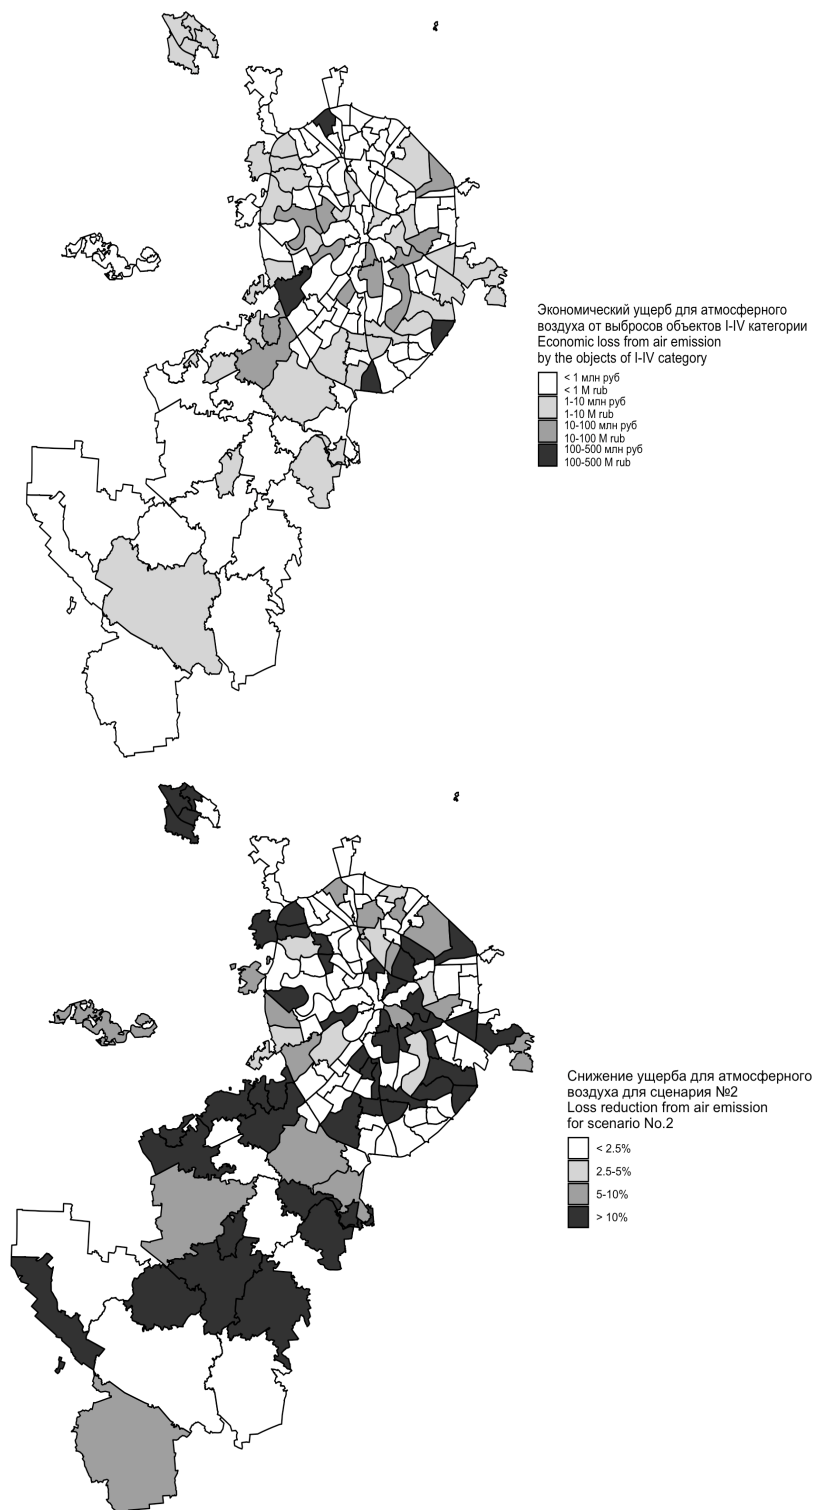 Экономический ущерб для атмосферного
воздуха от выбросов объектов I-IV категории
Economic loss from air emission
by the objects of I-IV category
< 1 млн руб
< 1 M rub
1-10 млн руб
1-10 M rub
10-100 млн руб
10-100 M rub
100-500 млн руб
100-500 M rub
Снижение ущерба для атмосферного
воздуха для сценария №2
Loss reduction from air emission
for scenario No.2
< 2.5%
2.5-5%
5-10%
> 10%